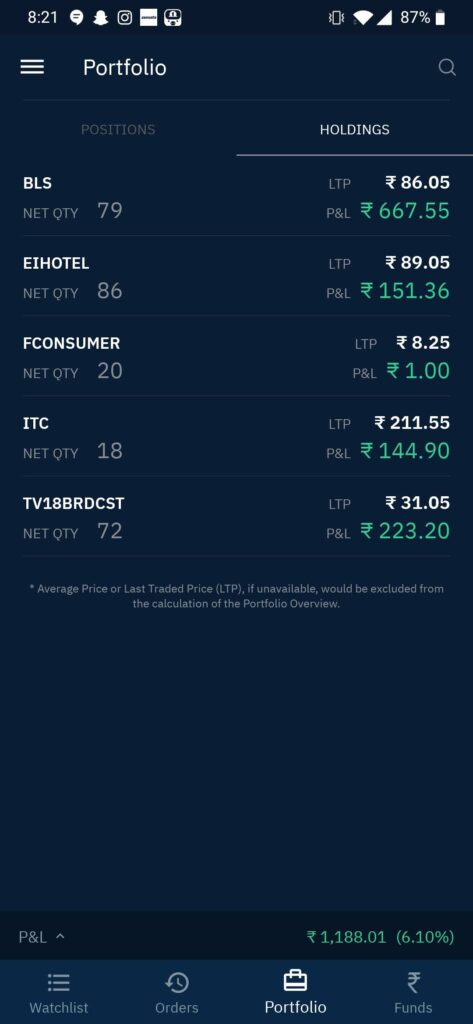 8:21
87%
Portfolio
POSITIONS HOLDINGS
BLS LTP ₹ 86.05
NET QTY 79 P&L ₹ 667.55
EIHOTEL LTP ₹ 89.05
NET QTY 86 P&L ₹ 151.36
FCONSUMER LTP ₹ 8.25
NET QTY 20 P&L ₹ 1.00
ITC LTP ₹ 211.55
NET QTY 18 P&L ₹ 144.90
TV18BRDCST LTP ₹ 31.05
NET QTY 72 P&L ₹ 223.20
* Average Price or Last Traded Price (LTP), if unavailable, would be excluded from
the calculation of the Portfolio Overview.
P&L ₹ 1,188.01 (6.10%)
Watchlist Orders Portfolio Funds